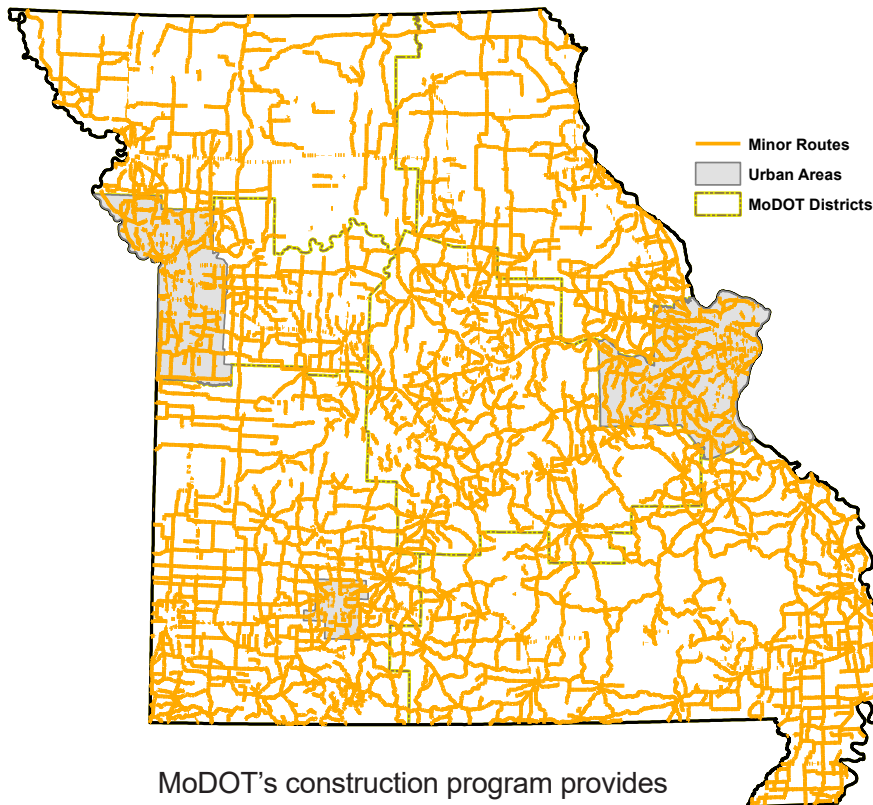 Minor Routes
Urban Areas
MoDOT Districts
MoDOT’s construction program provides